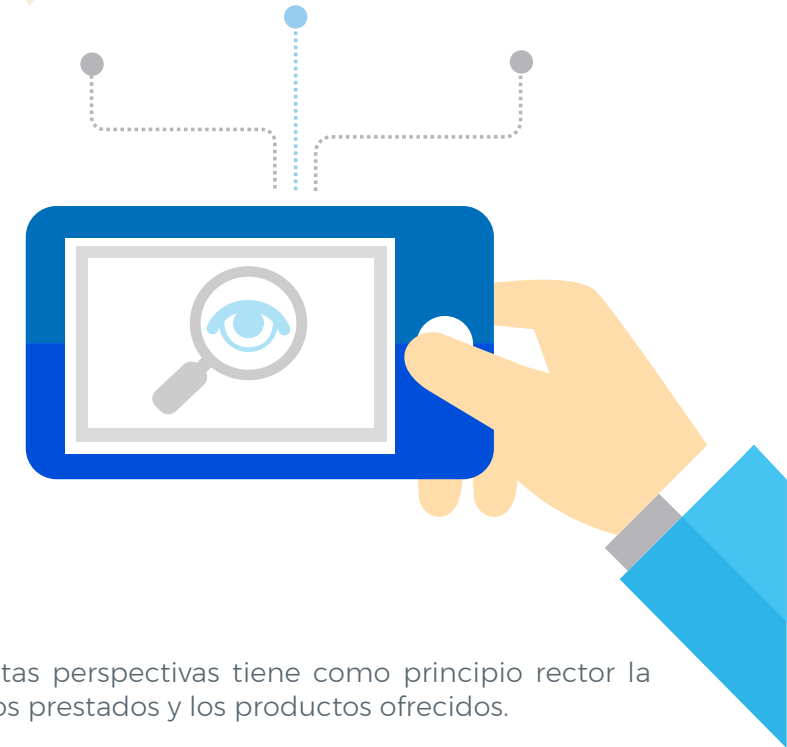 tas perspectivas tiene como principio rector la
os prestados y los productos ofrecidos.